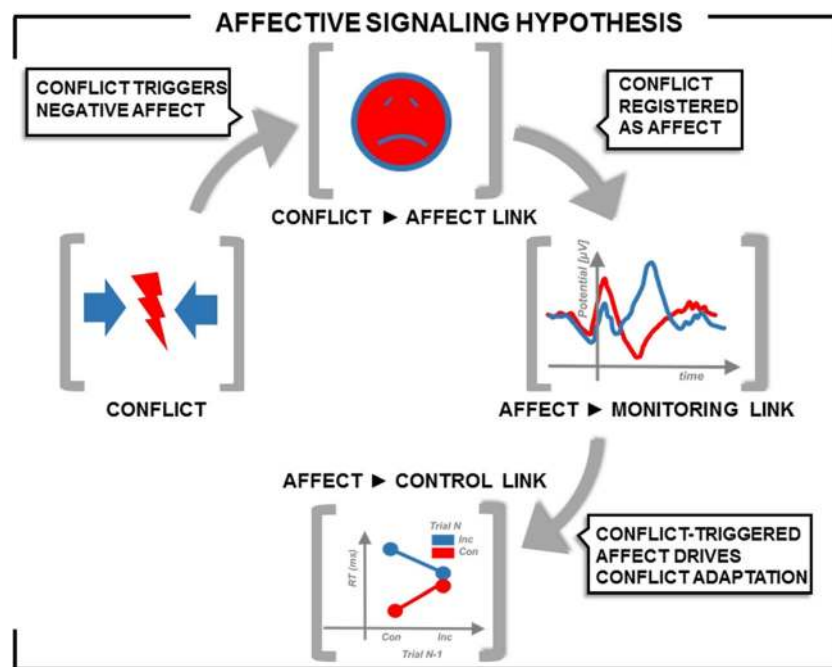 AFFECTIVE SIGNALING HYPOTHESIS
CONFLICT TRIGGERS
NEGATIVE AFFECT
CONFLICT
REGISTERED
AS AFFECT
CONFLICT ► AFFECT LINK
CONFLICT
Potential [µV]
time
AFFECT ► MONITORING LINK
AFFECT ► CONTROL LINK
Trial N
Inc
Con
RT (ms)
Con Inc
Trial N-1
CONFLICT-TRIGGERED
AFFECT DRIVES
CONFLICT ADAPTATION